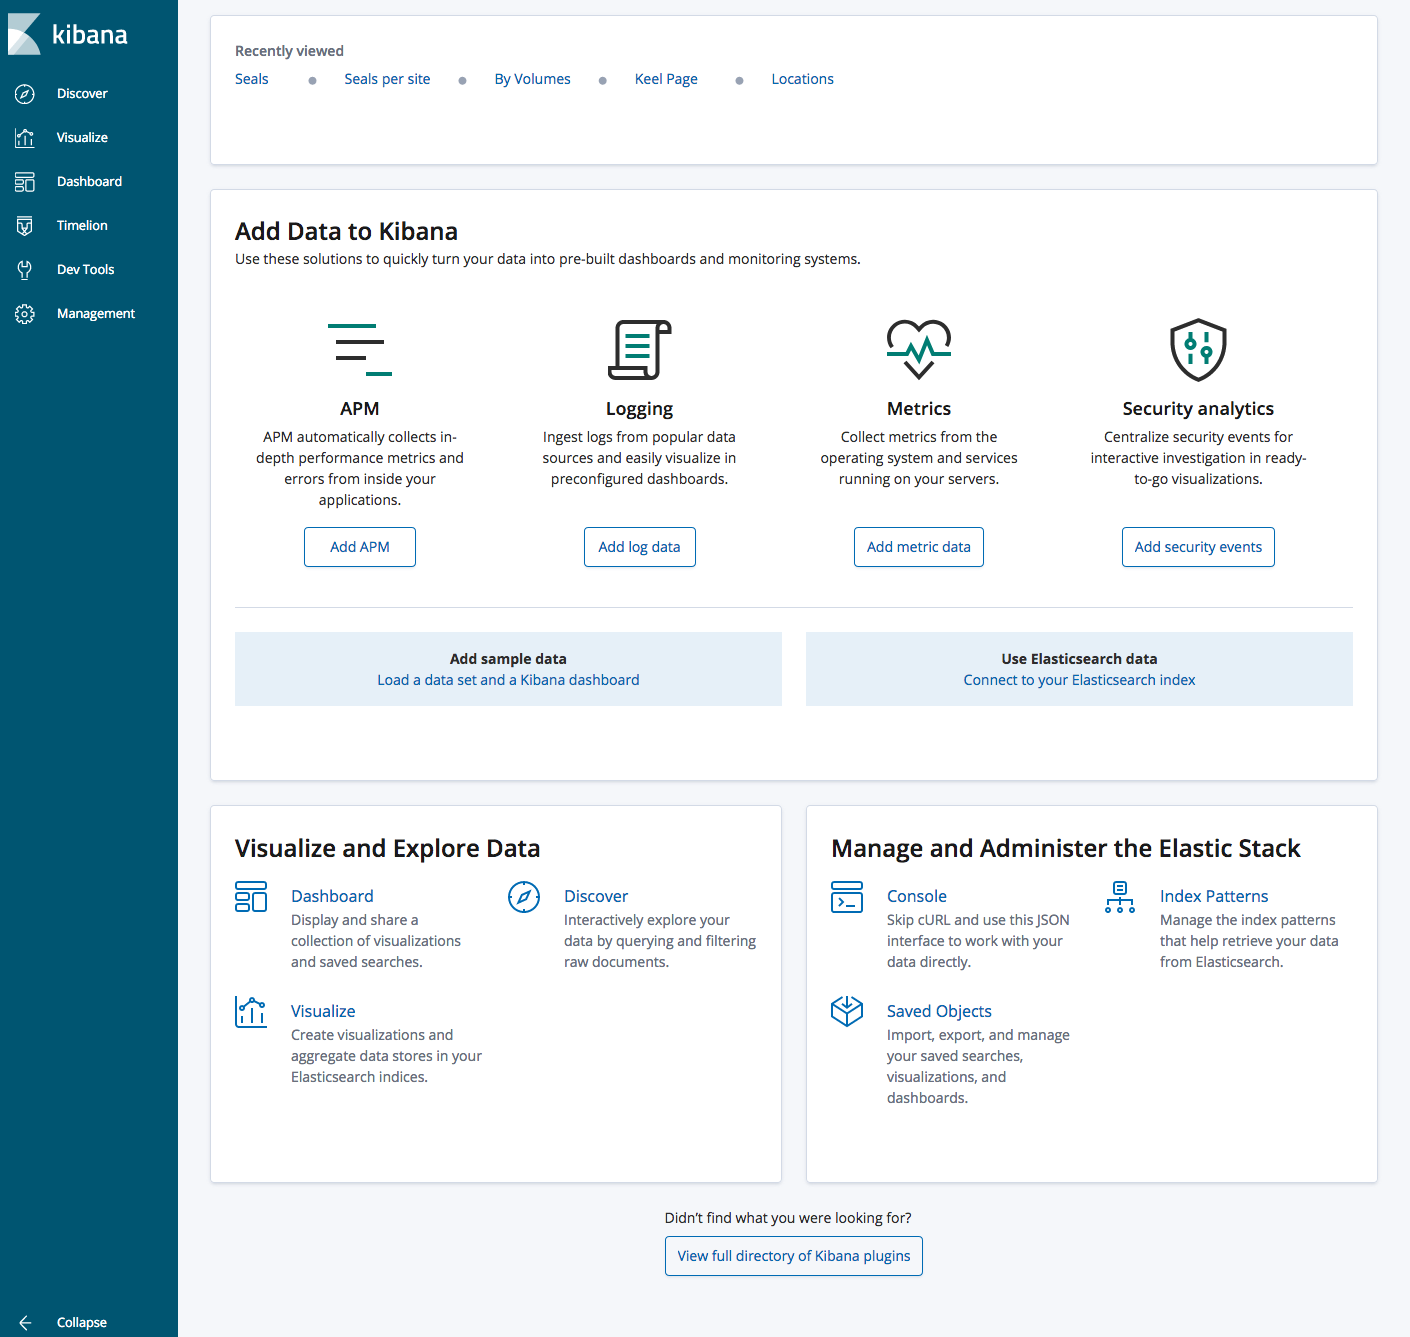 kibana
Discover
Visualize
Dashboard
Timelion
Dev Tools
Management
Collapse
Recently viewed
Seals
Seals per site
By Volumes
Keel Page
Locations
Add Data to Kibana
Use these solutions to quickly turn your data into pre-built dashboards and monitoring systems.
APM
APM automatically collects in-
depth performance metrics and
errors from inside your
applications.
Add APM
Logging
Ingest logs from popular data
sources and easily visualize in
preconfigured dashboards.
Add log data
Metrics
Collect metrics from the
operating system and services
running on your servers.
Add metric data
Security analytics
Centralize security events for
interactive investigation in ready-
to-go visualizations.
Add security events
Add sample data
Load a data set and a Kibana dashboard
Use Elasticsearch data
Connect to your Elasticsearch index
Visualize and Explore Data
Dashboard
Display and share a
collection of visualizations
and saved searches.
Discover
Interactively explore your
data by querying and filtering
raw documents.
Visualize
Create visualizations and
aggregate data stores in your
Elasticsearch indices.
Manage and Administer the Elastic Stack
Console
Skip cURL and use this JSON
interface to work with your
data directly.
Index Patterns
Manage the index patterns
that help retrieve your data
from Elasticsearch.
Saved Objects
Import, export, and manage
your saved searches,
visualizations, and
dashboards.
Didn't find what you were looking for?
View full directory of Kibana plugins